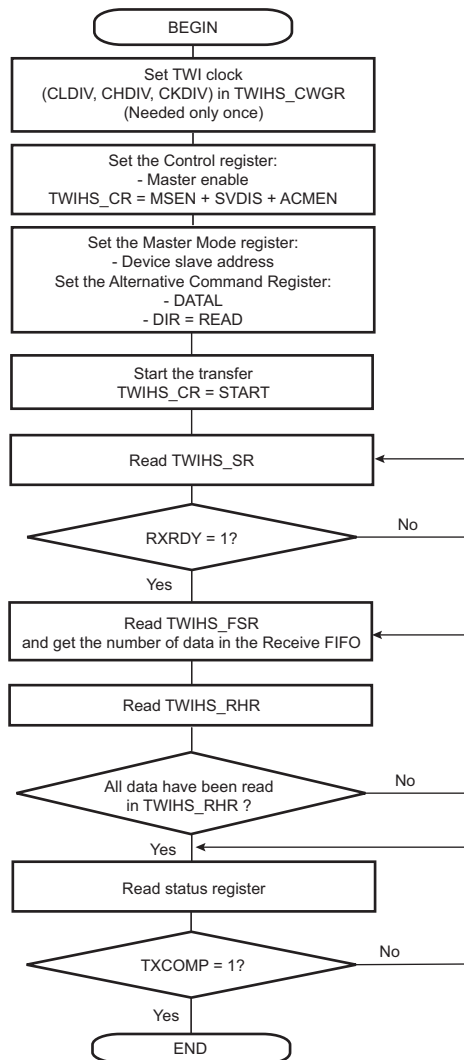 BEGIN
Set TWI clock
(CLDIV, CHDIV, CKDIV) in TWIHS_CWGR
(Needed only once)
Set the Control register:
- Master enable
TWIHS_CR = MSEN + SVDIS + ACMEN
Set the Master Mode register:
- Device slave address
Set the Alternative Command Register:
- DATAL
- DIR = READ
Start the transfer
TWIHS_CR = START
Read TWIHS_SR
RXRDY = 1?
No
Yes
Read TWIHS_FSR
and get the number of data in the Receive FIFO
Read TWIHS_RHR
All data have been read
in TWIHS_RHR ?
No
Yes
Read status register
TXCOMP = 1?
No
Yes
END